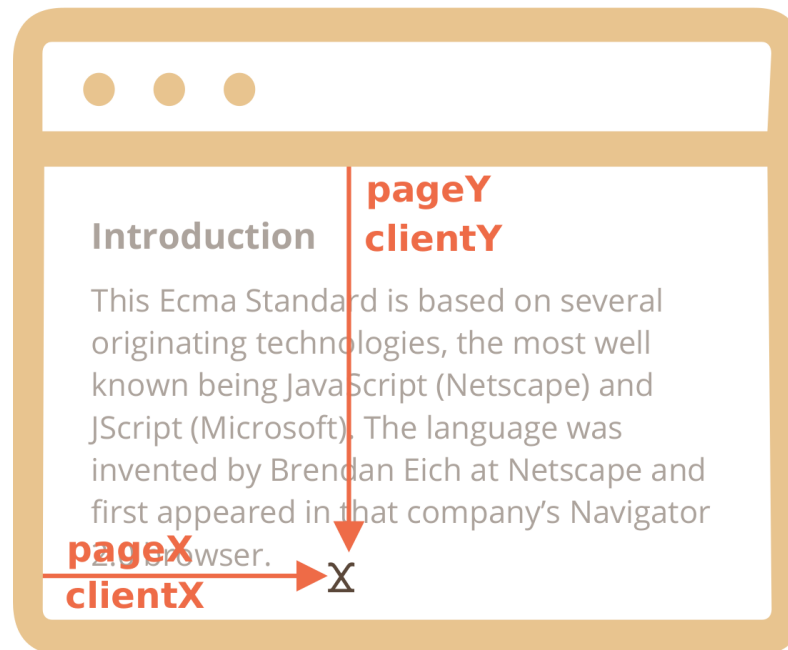 pageY
clientY
Introduction
This Ecma Standard is based on several
originating technologies, the most well
known being JavaScript (Netscape) and
JScript (Microsoft). The language was
invented by Brendan Eich at Netscape and
first appeared in that company’s Navigator
pageX
2.0 browser.
clientX